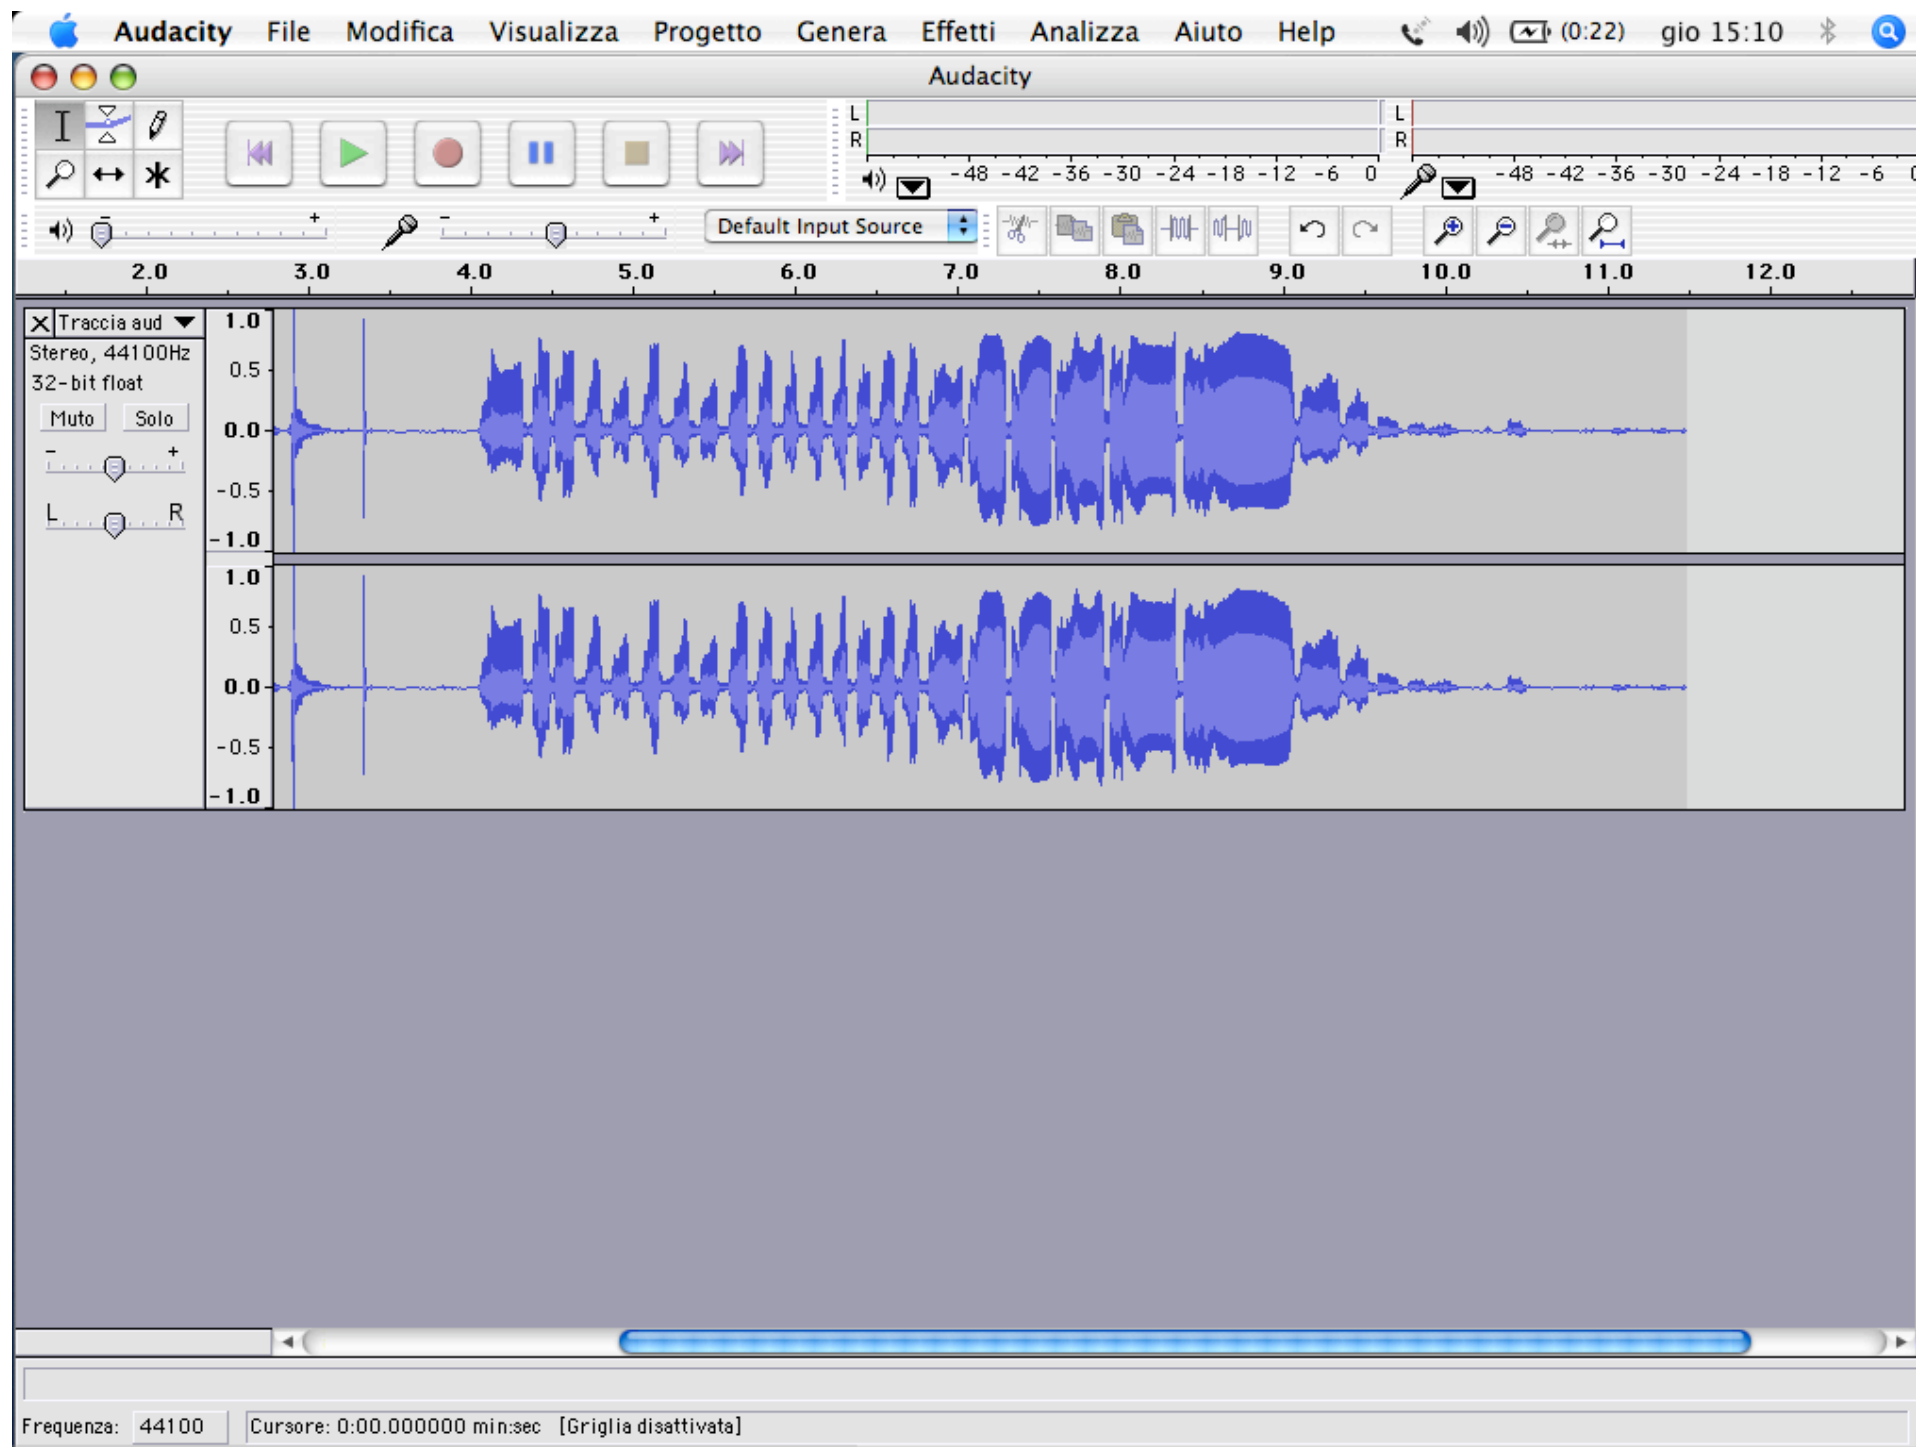 Audacity File Modifica Visualizza Progetto Genera Effetti Analizza Aiuto Help (0:22) gio 15:10
Audacity
L L
R R
-48 -42 -36 -30 -24 -18 -12 -6 0 -48 -42 -36 -30 -24 -18 -12 -6 0
- + - + Default Input Source
2.0 3.0 4.0 5.0 6.0 7.0 8.0 9.0 10.0 11.0 12.0
X Traccia aud 1.0
Stereo, 44100Hz
0.5
32-bit float
Muto Solo
0.0
- +
-0.5
L R
-1.0
1.0
0.5
0.0
-0.5
-1.0
Frequenza: 44100 Cursore: 0:00.000000 min:sec [Griglia disattivata]